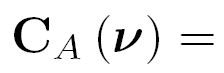 𝐂_A (𝝂) =